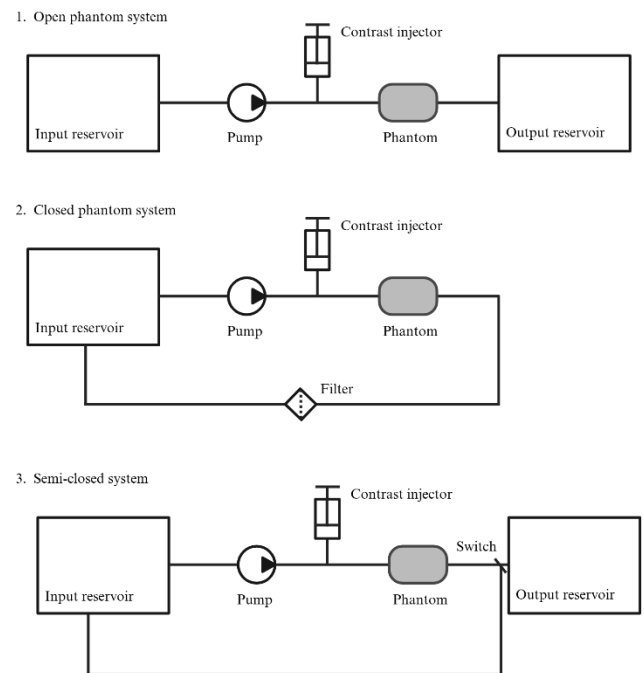 1. Open phantom system
Contrast injector
Input reservoir
Pump
Phantom
Output reservoir
2. Closed phantom system
Contrast injector
Input reservoir
Pump
Phantom
Filter
3. Semi-closed system
Contrast injector
Switch
Input reservoir
Pump
Phantom
Output reservoir